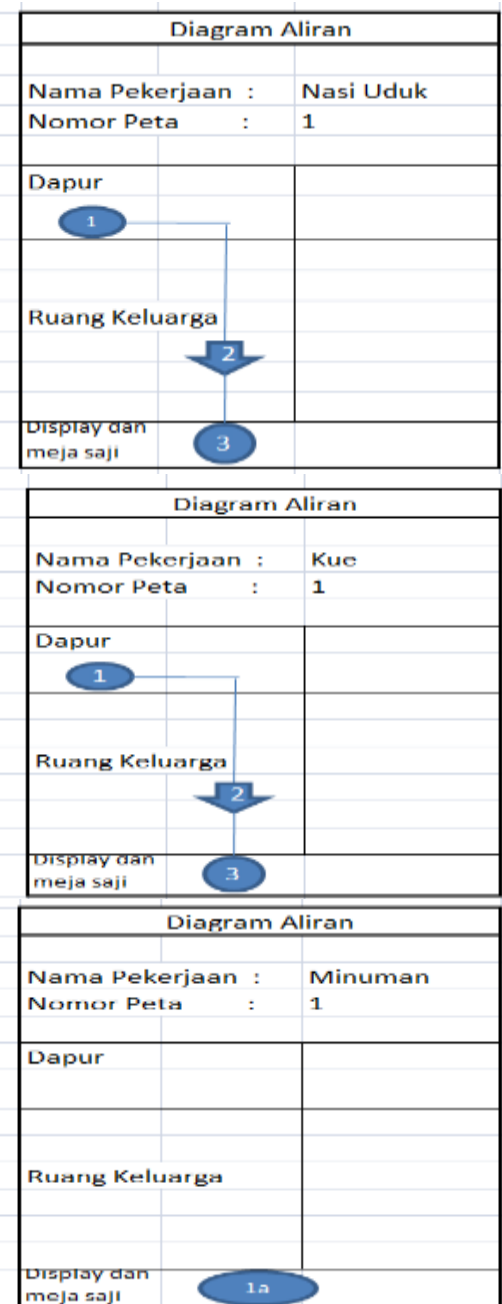 Diagram Aliran
Nama Pekerjaan : Nasi Uduk
Nomor Peta : 1
Dapur
1
Ruang Keluarga
2
Display dan
meja saji
3
Diagram Aliran
Nama Pekerjaan : Kue
Nomor Peta : 1
Dapur
1
Ruang Keluarga
2
Display dan
meja saji
3
Diagram Aliran
Nama Pekerjaan : Minuman
Nomor Peta : 1
Dapur
Ruang Keluarga
Display dan
meja saji
1a